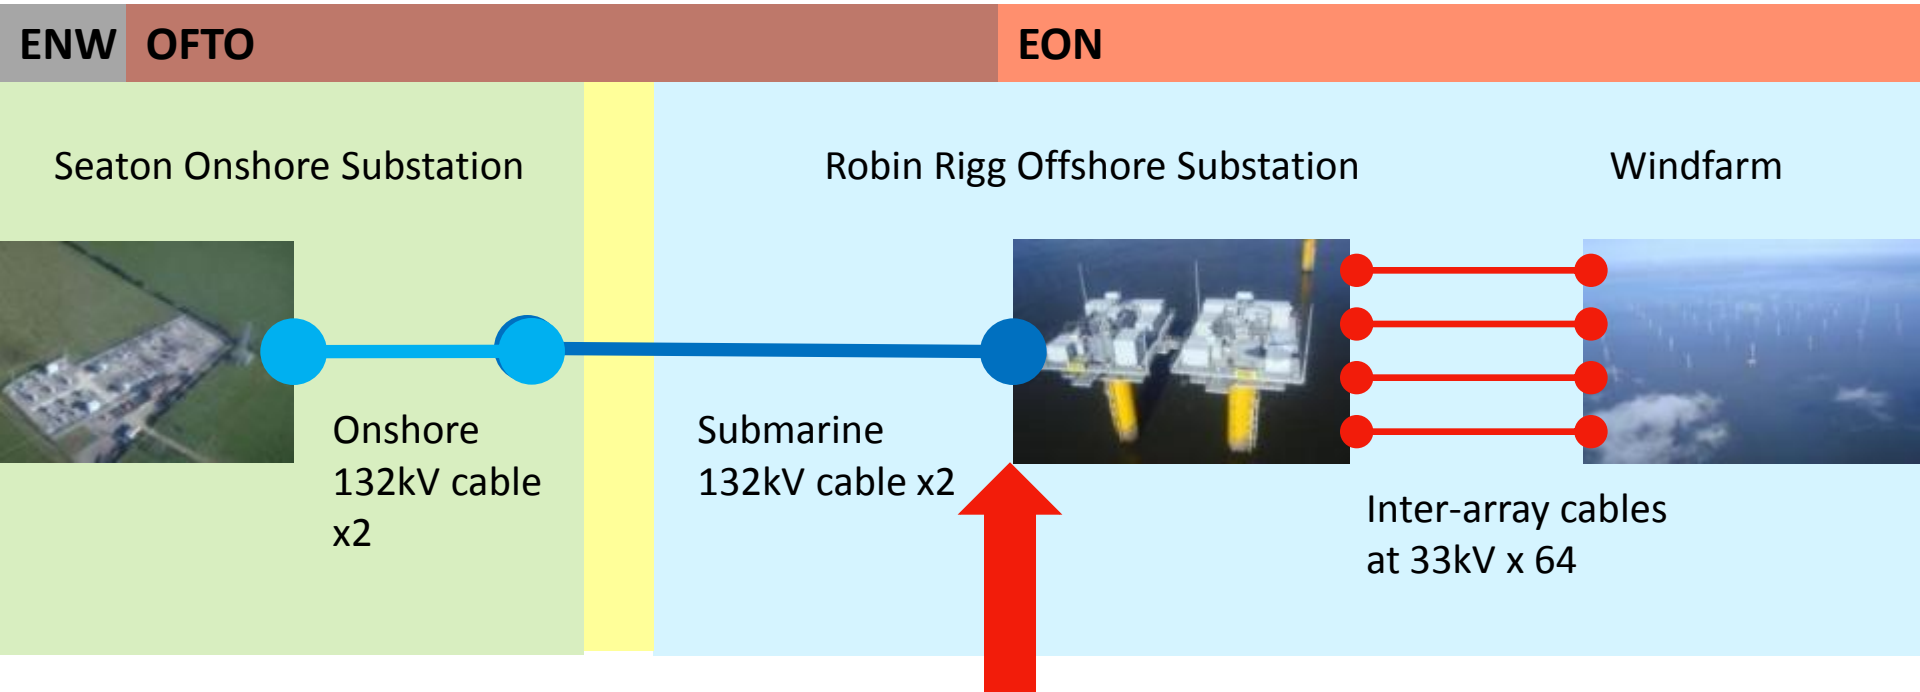 ENW OFTO EON
Seaton Onshore Substation
Robin Rigg Offshore Substation
Windfarm
Onshore
132kV cable
x2
Submarine
132kV cable x2
Inter-array cables
at 33kV x 64